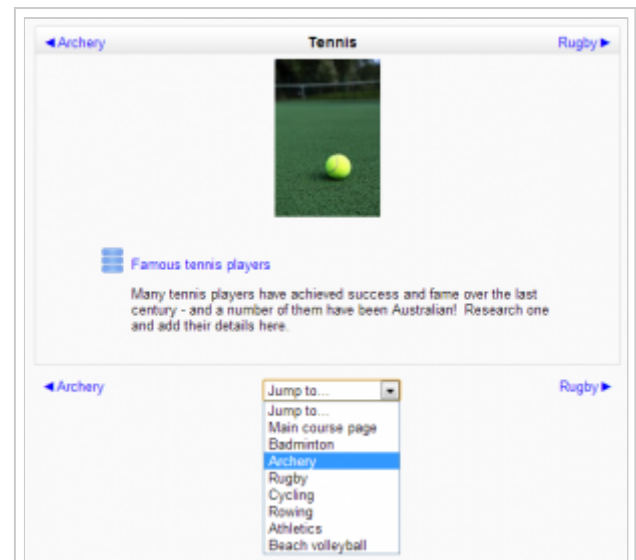 ◄Archery Tennis Rugby►
Famous tennis players
Many tennis players have achieved success and fame over the last
century - and a number of them have been Australian! Research one
and add their details here.
◄Archery Jump to... Rugby►
Jump to...
Main course page
Badminton
Archery
Rugby
Cycling
Rowing
Athletics
Beach volleyball